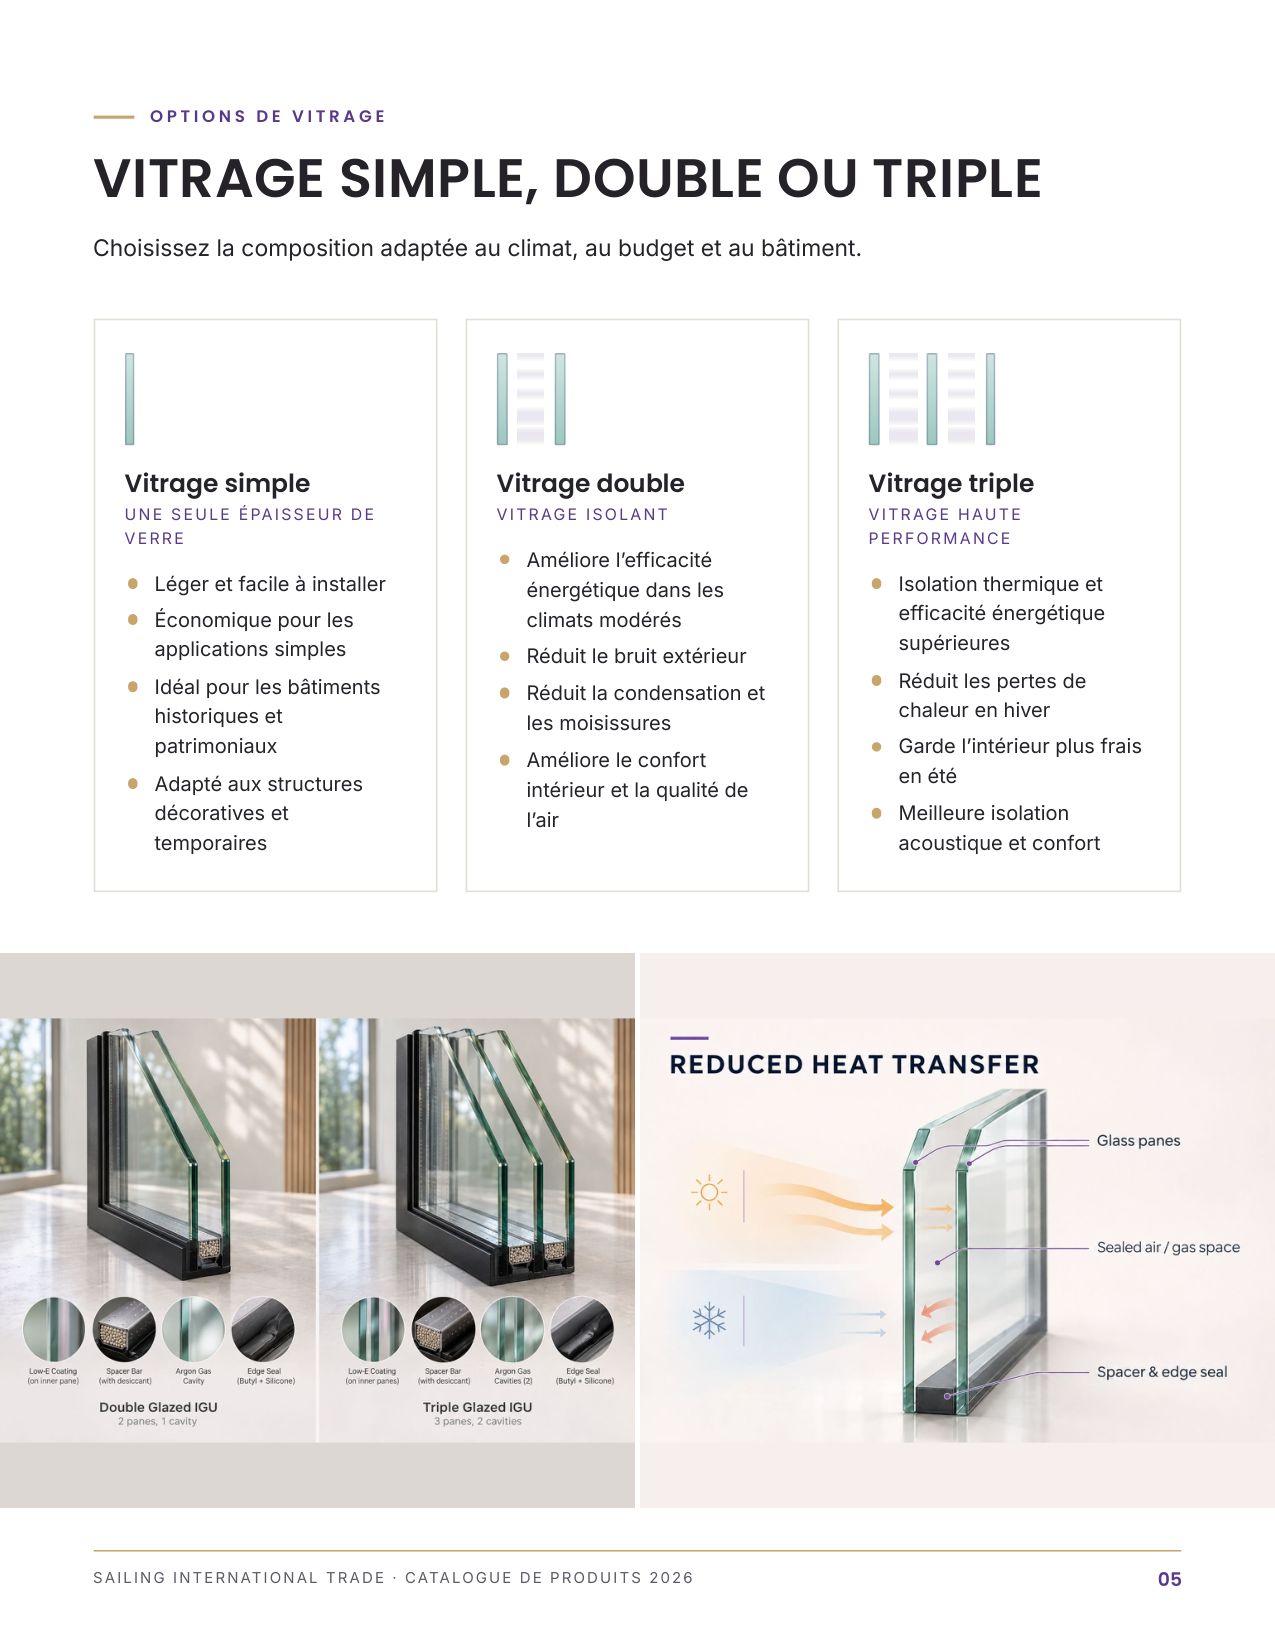 OPTIONS DE VITRAGE
VITRAGE SIMPLE, DOUBLE OU TRIPLE
Choisissez la composition adaptée au climat, au budget et au bâtiment.
Vitrage simple
UNE SEULE ÉPAISSEUR DE
VERRE
Léger et facile à installer
Économique pour les
applications simples
Idéal pour les bâtiments
historiques et
patrimoniaux
Adapté aux structures
décoratives et
temporaires
Vitrage double
VITRAGE ISOLANT
Améliore l’efficacité
énergétique dans les
climats modérés
Réduit le bruit extérieur
Réduit la condensation et
les moisissures
Améliore le confort
intérieur et la qualité de
l’air
Vitrage triple
VITRAGE HAUTE
PERFORMANCE
Isolation thermique et
efficacité énergétique
supérieures
Réduit les pertes de
chaleur en hiver
Garde l’intérieur plus frais
en été
Meilleure isolation
acoustique et confort
Low-E Coating
(on inner pane)
Spacer Bar
(with desiccant)
Argon Gas
Cavity
Edge Seal
(Butyl + Silicone)
Double Glazed IGU
2 panes, 1 cavity
Low-E Coating
(on inner panes)
Spacer Bar
(with desiccant)
Argon Gas
Cavities (2)
Edge Seal
(Butyl + Silicone)
Triple Glazed IGU
3 panes, 2 cavities
REDUCED HEAT TRANSFER
Glass panes
Sealed air / gas space
Spacer & edge seal
SAILING INTERNATIONAL TRADE · CATALOGUE DE PRODUITS 2026
05